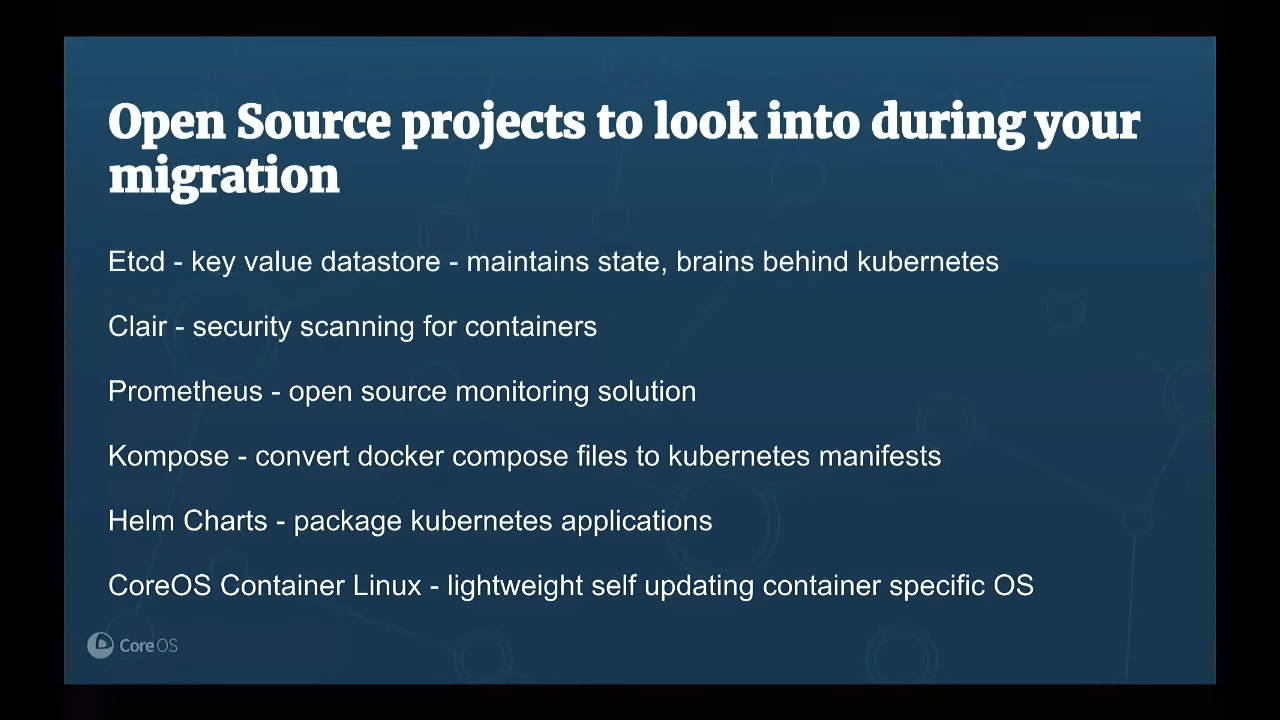 Open Source projects to look into during your
migration
Etcd - key value datastore - maintains state, brains behind kubernetes
Clair - security scanning for containers
Prometheus - open source monitoring solution
Kompose - convert docker compose files to kubernetes manifests
Helm Charts - package kubernetes applications
CoreOS Container Linux - lightweight self updating container specific OS
CoreOS